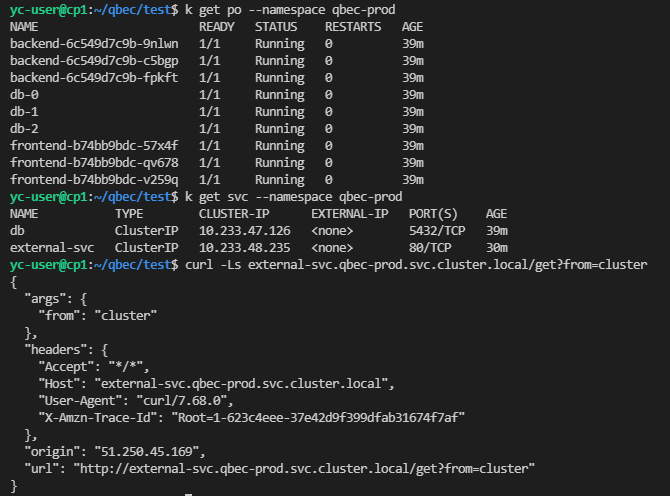 yc-user@cp1:~/qbec/test$ k get po --namespace qbec-prod
NAME                       READY   STATUS    RESTARTS   AGE
backend-6c549d7c9b-9nlwn   1/1     Running   0          39m
backend-6c549d7c9b-c5bgp   1/1     Running   0          39m
backend-6c549d7c9b-fpkft   1/1     Running   0          39m
db-0                       1/1     Running   0          39m
db-1                       1/1     Running   0          39m
db-2                       1/1     Running   0          39m
frontend-b74bb9bdc-57x4f   1/1     Running   0          39m
frontend-b74bb9bdc-qv678   1/1     Running   0          39m
frontend-b74bb9bdc-v259q   1/1     Running   0          39m
yc-user@cp1:~/qbec/test$ k get svc --namespace qbec-prod
NAME           TYPE        CLUSTER-IP      EXTERNAL-IP   PORT(S)    AGE
db             ClusterIP   10.233.47.126   <none>        5432/TCP   39m
external-svc   ClusterIP   10.233.48.235   <none>        80/TCP     30m
yc-user@cp1:~/qbec/test$ curl -Ls external-svc.qbec-prod.svc.cluster.local/get?from=cluster
{
  "args": {
    "from": "cluster"
  },
  "headers": {
    "Accept": "*/*",
    "Host": "external-svc.qbec-prod.svc.cluster.local",
    "User-Agent": "curl/7.68.0",
    "X-Amzn-Trace-Id": "Root=1-623c4eee-37e42d9f399dfab31674f7af"
  },
  "origin": "51.250.45.169",
  "url": "http://external-svc.qbec-prod.svc.cluster.local/get?from=cluster"
}